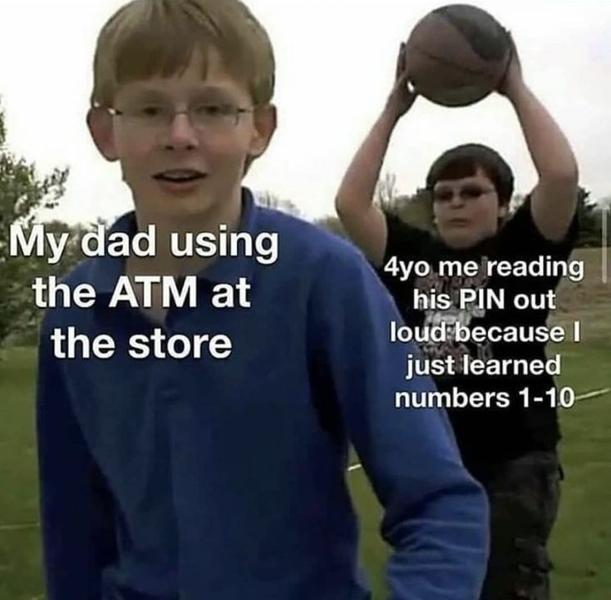 My dad using
the ATM at
the store
4yo me reading
his PIN out
loud because I
just learned
numbers 1-10